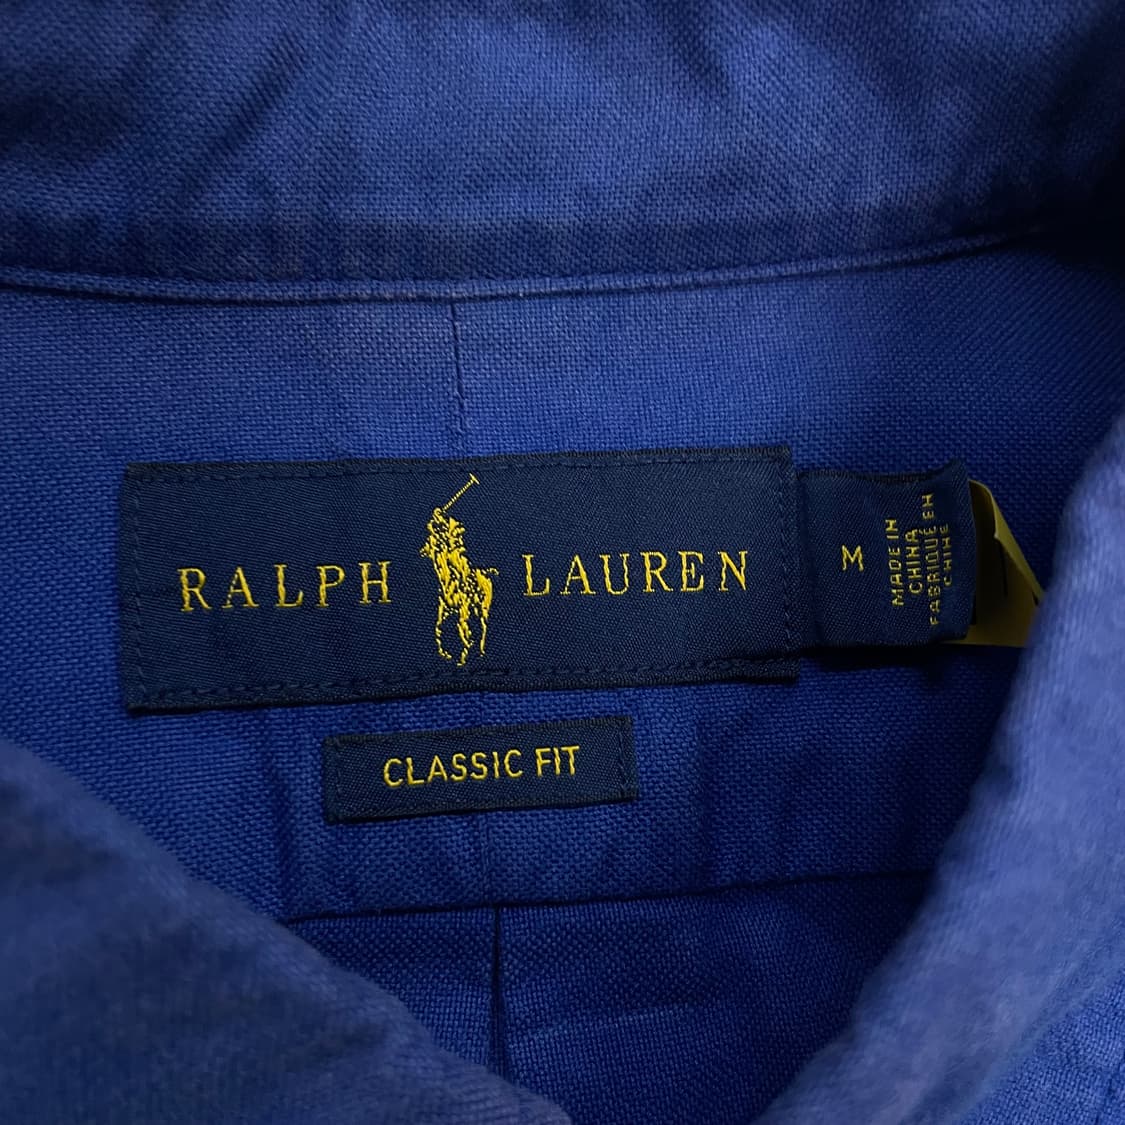 RALPH LAUREN
M
MADE IN
CHINA
FABRIQUÉ EN
CHINE
CLASSIC FIT